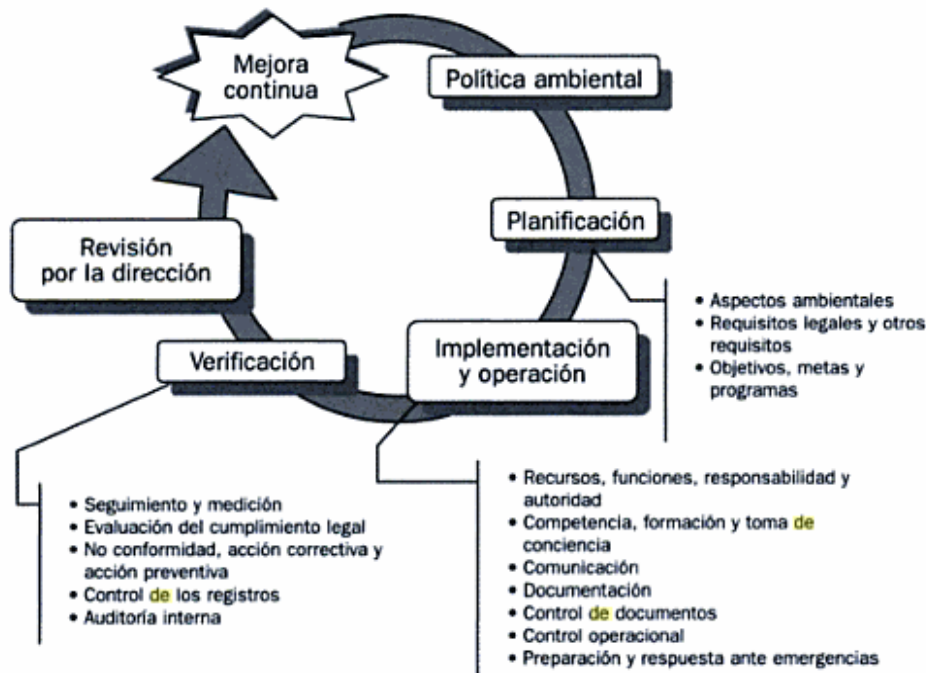 Mejora
continua
Política ambiental
Planificación
• Aspectos ambientales
• Requisitos legales y otros
requisitos
• Objetivos, metas y
programas
Implementación
y operación
• Recursos, funciones, responsabilidad y
autoridad
• Competencia, formación y toma de
conciencia
• Comunicación
• Documentación
• Control de documentos
• Control operacional
• Preparación y respuesta ante emergencias
Verificación
• Seguimiento y medición
• Evaluación del cumplimiento legal
• No conformidad, acción correctiva y
acción preventiva
• Control de los registros
• Auditoría interna
Revisión
por la dirección